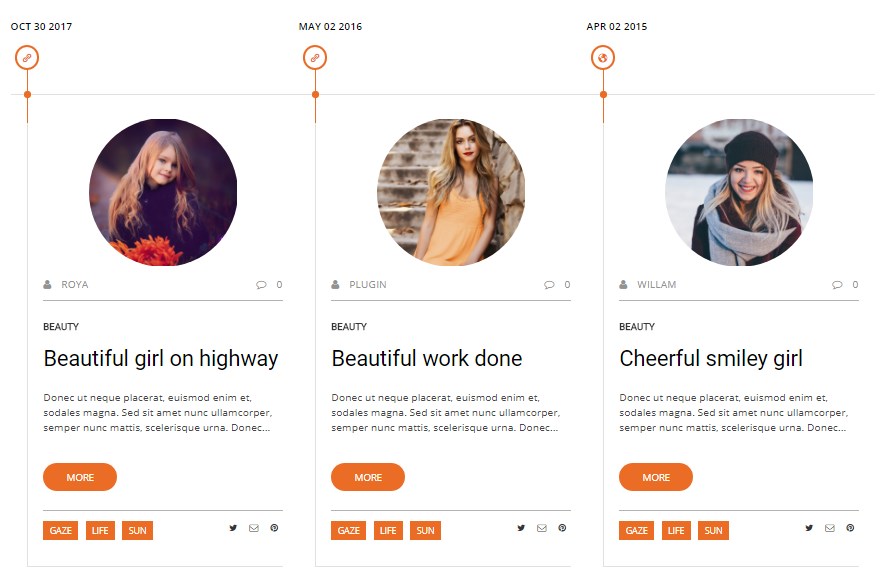 OCT 30 2017
ROYA 0
BEAUTY
Beautiful girl on highway
Donec ut neque placerat, euismod enim et,
sodales magna. Sed sit amet nunc ullamcorper,
semper nunc mattis, scelerisque urna. Donec...
MORE
GAZE LIFE SUN
MAY 02 2016
PLUGIN 0
BEAUTY
Beautiful work done
Donec ut neque placerat, euismod enim et,
sodales magna. Sed sit amet nunc ullamcorper,
semper nunc mattis, scelerisque urna. Donec...
MORE
GAZE LIFE SUN
APR 02 2015
WILLAM 0
BEAUTY
Cheerful smiley girl
Donec ut neque placerat, euismod enim et,
sodales magna. Sed sit amet nunc ullamcorper,
semper nunc mattis, scelerisque urna. Donec...
MORE
GAZE LIFE SUN